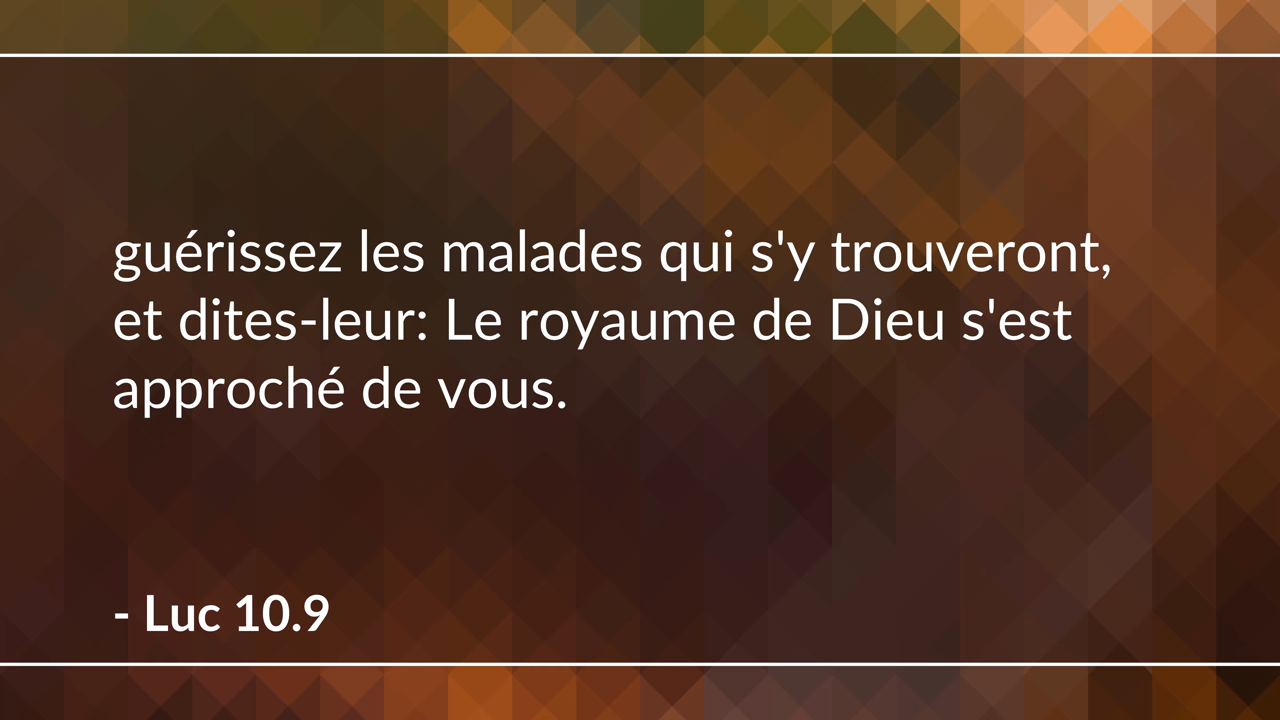 guérissez les malades qui s'y trouveront,
et dites-leur: Le royaume de Dieu s'est
approché de vous.
- Luc 10.9